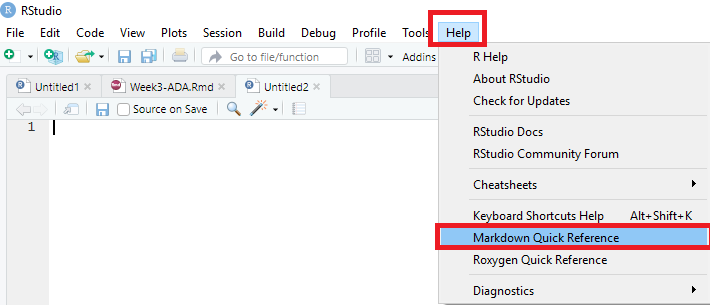 RStudio
File Edit Code View Plots Session Build Debug Profile Tools Help
Go to file/function Addins
Untitled1 Week3-ADA.Rmd Untitled2
Source on Save
1
R Help
About RStudio
Check for Updates
RStudio Docs
RStudio Community Forum
Cheatsheets
Keyboard Shortcuts Help Alt+Shift+K
Markdown Quick Reference
Roxygen Quick Reference
Diagnostics